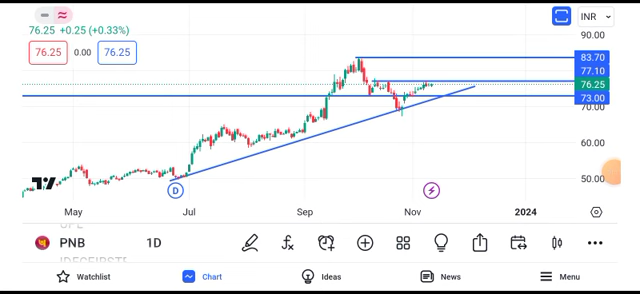 76.25 +0.25 (+0.33%)
76.25 0.00 76.25
INR
90.00
83.70
77.10
76.25
73.00
70.00
60.00
50.00
D
May Jul Sep Nov 2024
PNB 1D
Watchlist Chart Ideas News Menu